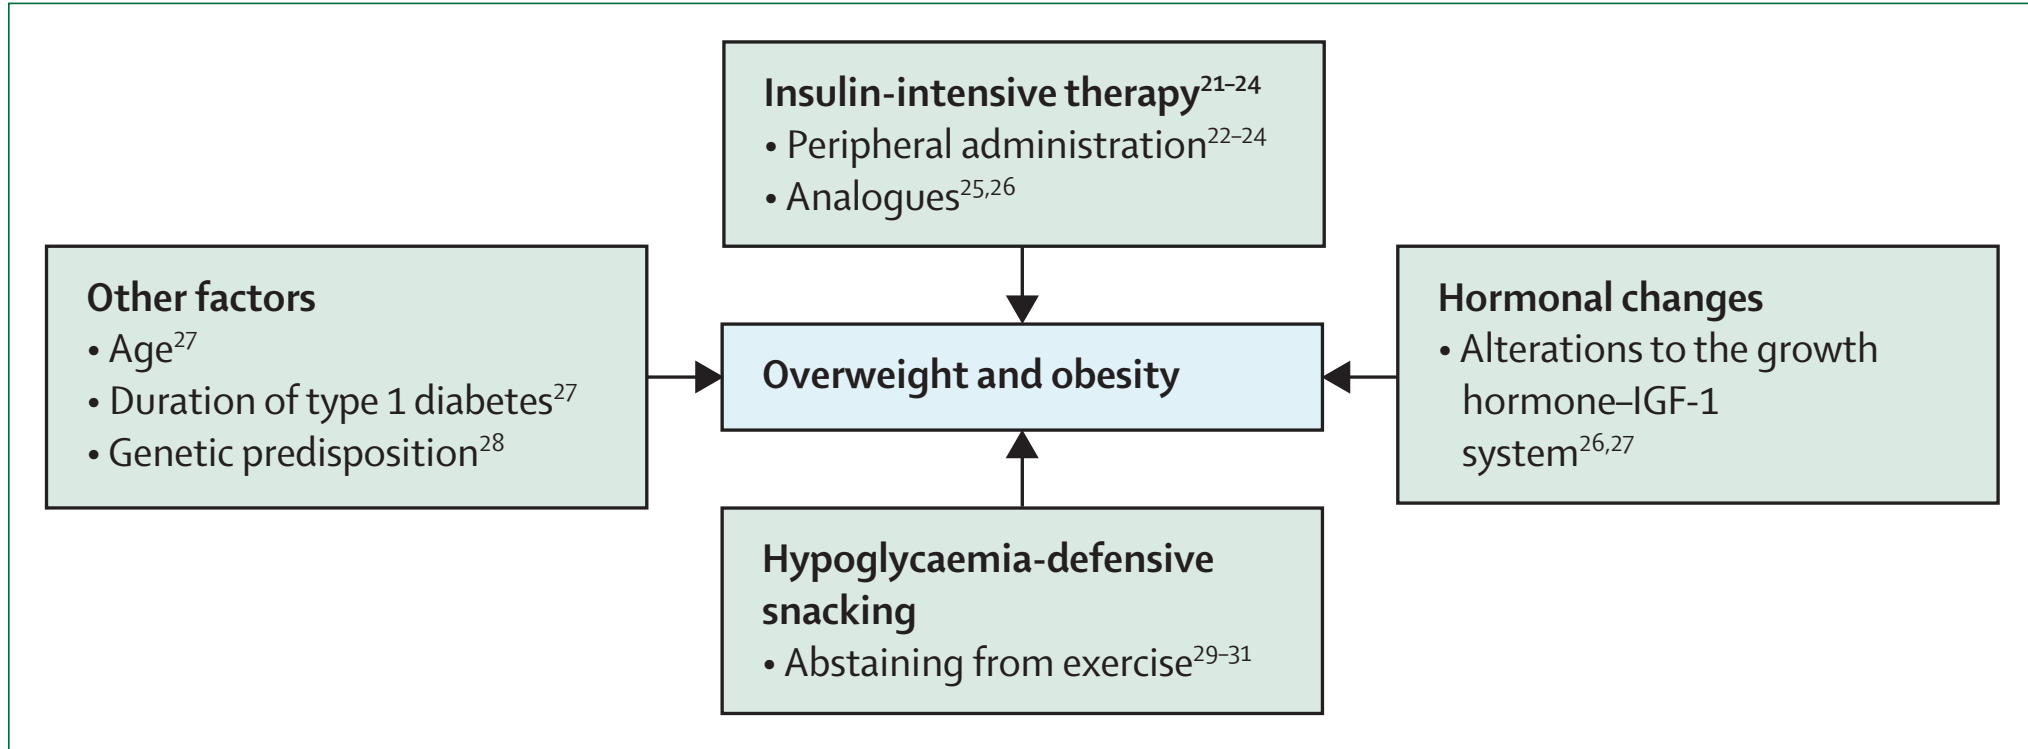 Insulin-intensive therapy21–24
• Peripheral administration22–24
• Analogues25,26
Other factors
• Age27
• Duration of type 1 diabetes27
• Genetic predisposition28
Overweight and obesity
Hormonal changes
• Alterations to the growth
hormone–IGF-1
system26,27
Hypoglycaemia-defensive
snacking
• Abstaining from exercise29–31